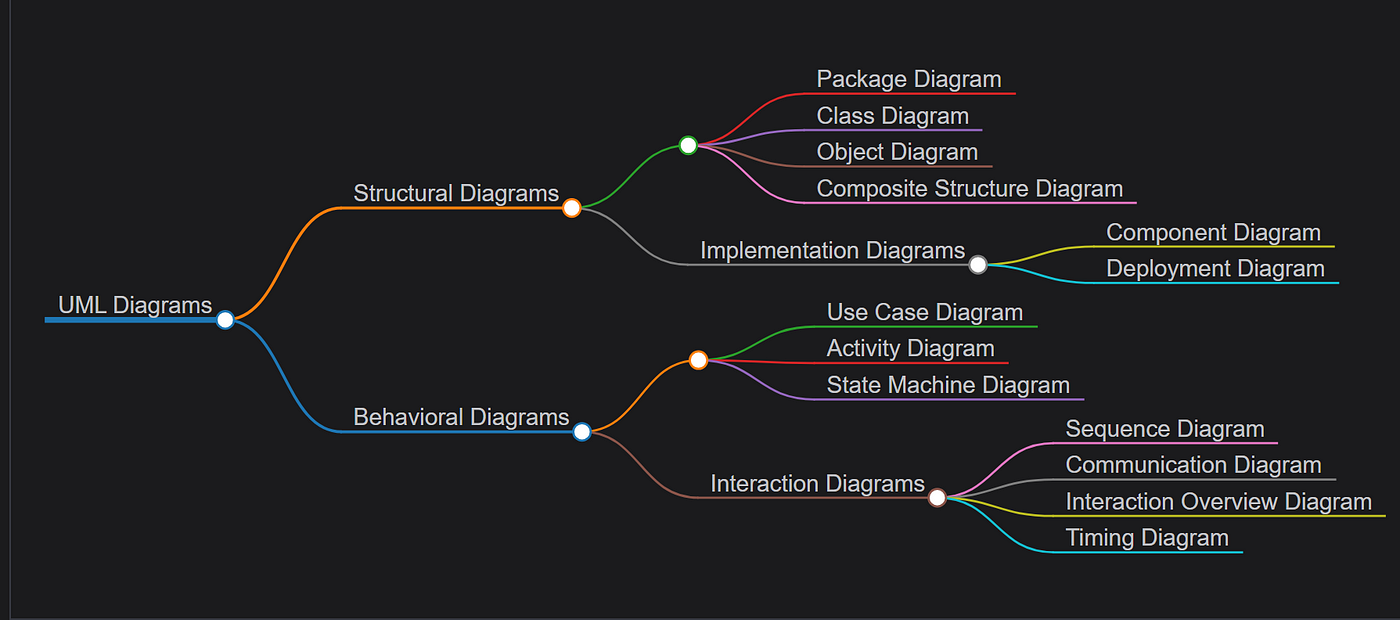 Package Diagram
Class Diagram
Object Diagram
Composite Structure Diagram
Structural Diagrams
Component Diagram
Implementation Diagrams
Deployment Diagram
UML Diagrams
Use Case Diagram
Activity Diagram
State Machine Diagram
Behavioral Diagrams
Sequence Diagram
Communication Diagram
Interaction Diagrams
Interaction Overview Diagram
Timing Diagram